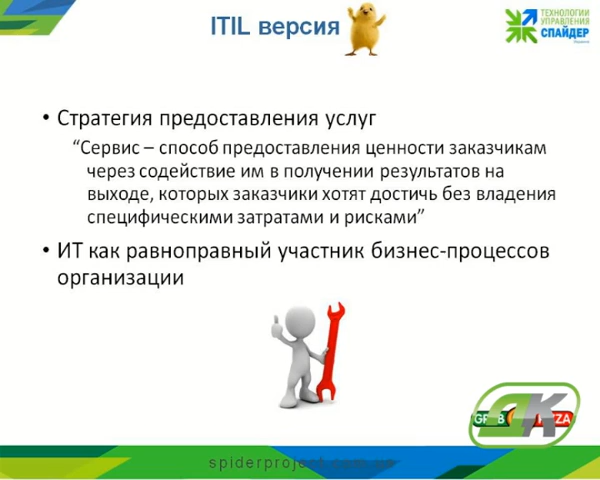 ITIL версия
ТЕХНОЛОГИИ
УПРАВЛЕНИЯ
СПАЙДЕР
• Стратегия предоставления услуг
“Сервис – способ предоставления ценности заказчикам
через содействие им в получении результатов на
выходе, которых заказчики хотят достичь без владения
специфическими затратами и рисками”
• ИТ как равноправный участник бизнес-процессов
организации
ДК
spiderproject.com.ua